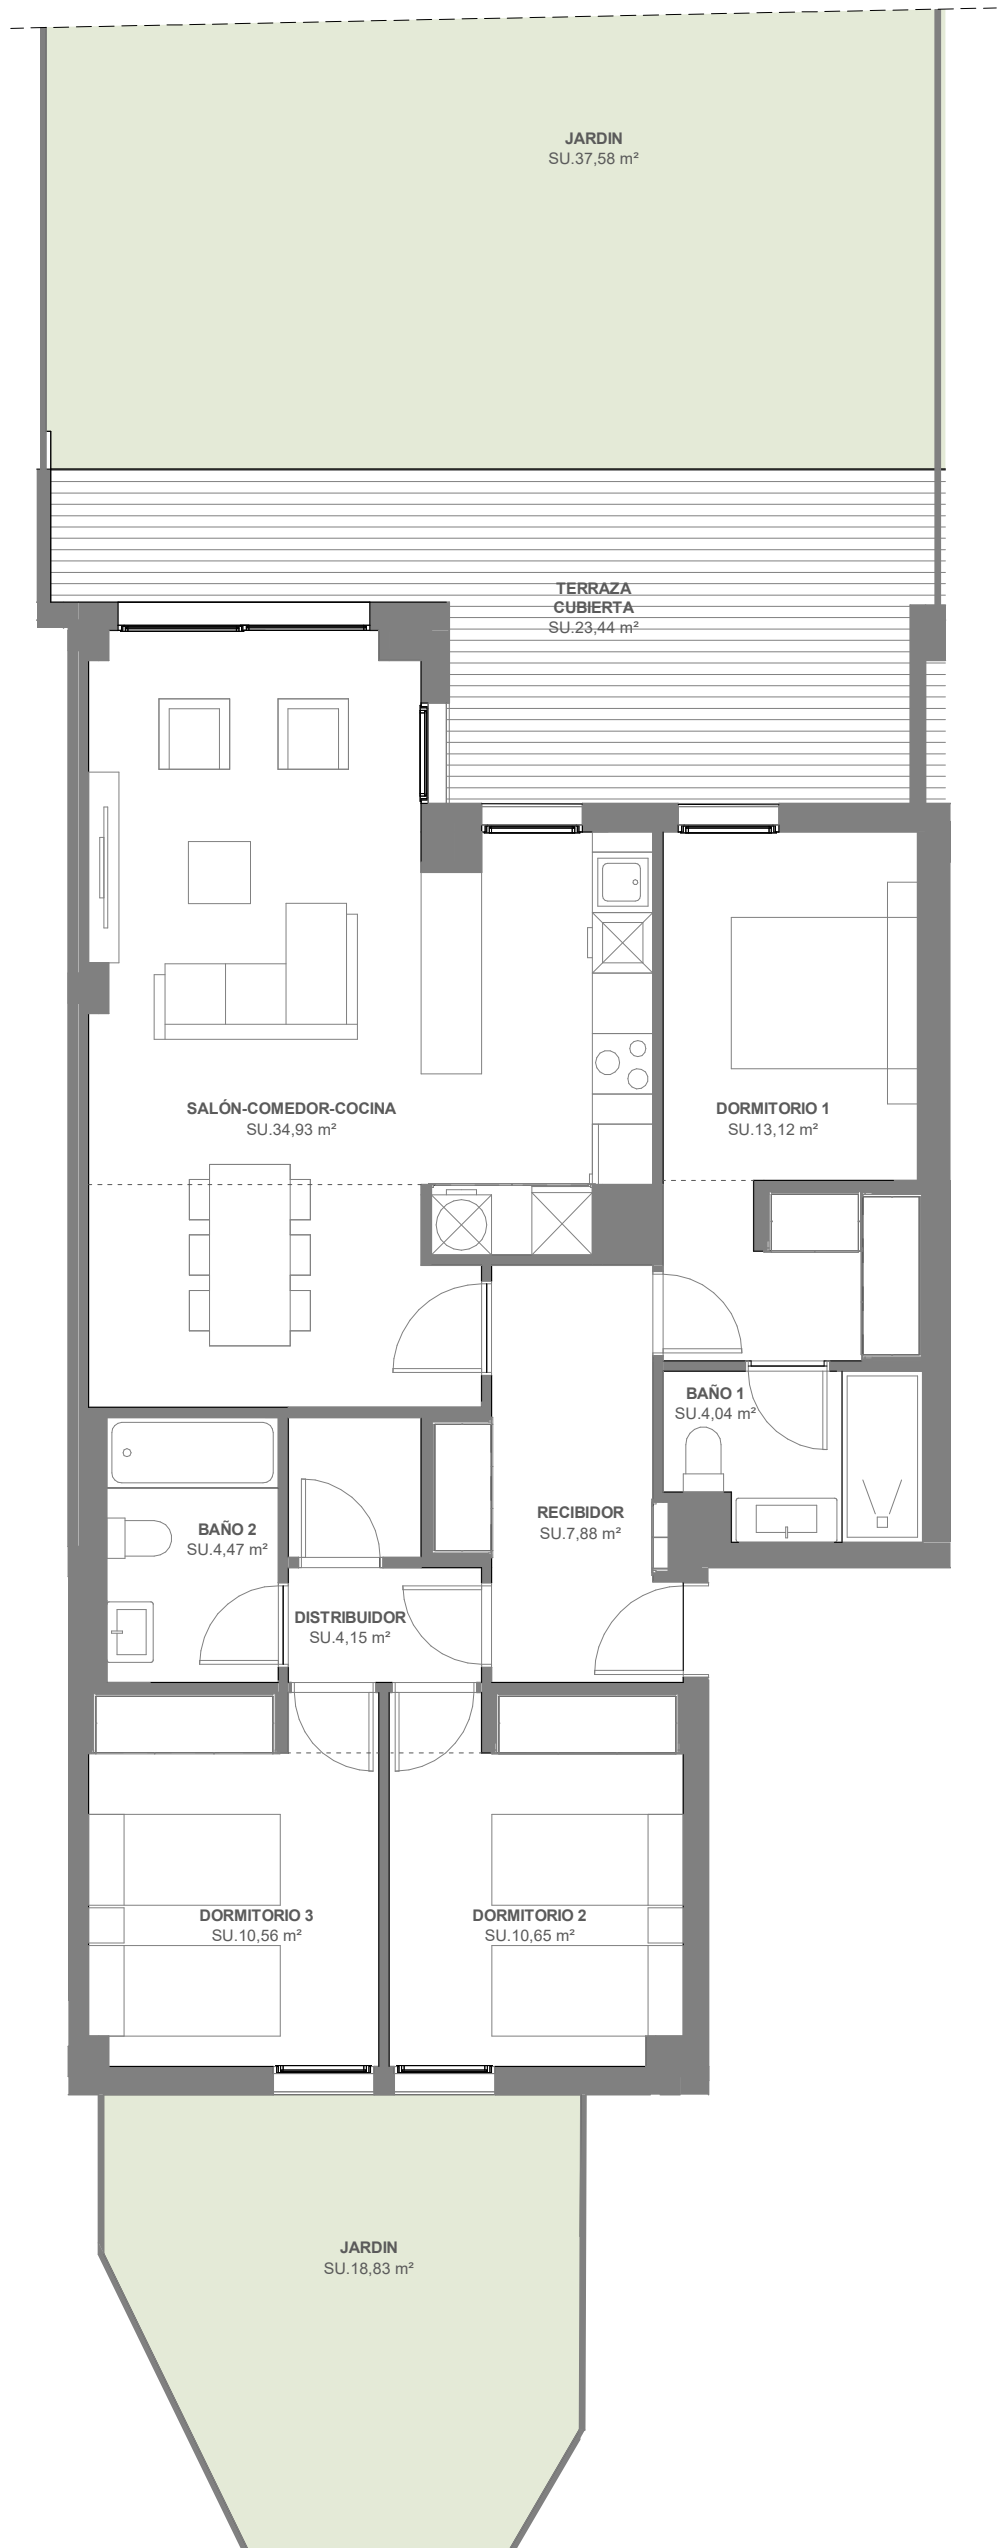 JARDIN
SU.37,58 m²
TERRAZA
CUBIERTA
SU.23,44 m²
SALÓN-COMEDOR-COCINA
SU.34,93 m²
DORMITORIO 1
SU.13,12 m²
BAÑO 1
SU.4,04 m²
RECIBIDOR
SU.7,88 m²
BAÑO 2
SU.4,47 m²
DISTRIBUIDOR
SU.4,15 m²
DORMITORIO 3
SU.10,56 m²
DORMITORIO 2
SU.10,65 m²
JARDIN
SU.18,83 m²